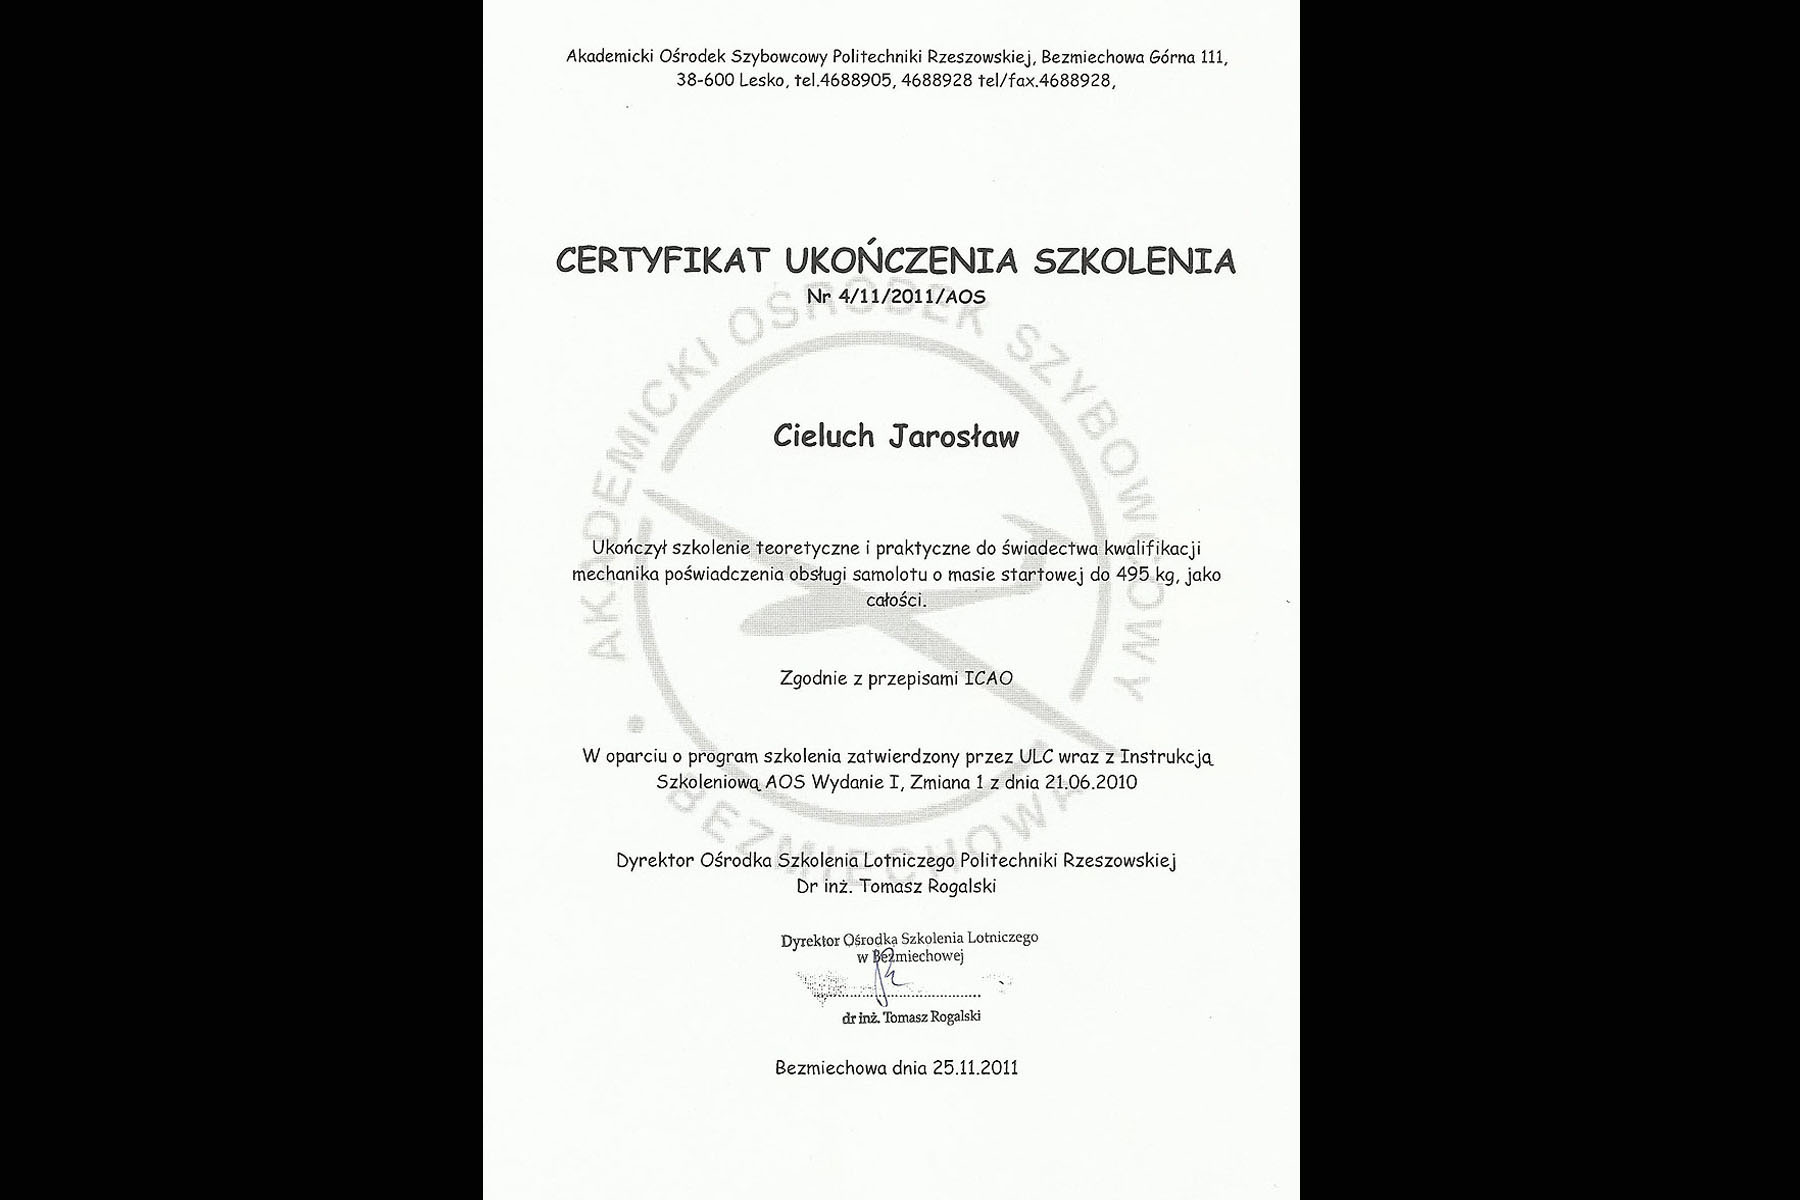 Akademicki Ośrodek Szybowcowy Politechniki Rzeszowskiej, Bezmiechowa Górna 111,
38-600 Lesko, tel.4688905, 4688928 tel/fax.4688928,
CERTYFIKAT UKOŃCZENIA SZKOLENIA
Nr 4/11/2011/AOS
AKADEMICKI OŚRODEK SZYBOWCOWY
Cieluch Jarosław
Ukończył szkolenie teoretyczne i praktyczne do świadectwa kwalifikacji
mechanika poświadczenia obsługi samolotu o masie startowej do 495 kg, jako
całości.
Zgodnie z przepisami ICAO
W oparciu o program szkolenia zatwierdzony przez ULC wraz z Instrukcją
Szkoleniową AOS Wydanie I, Zmiana 1 z dnia 21.06.2010
• BEZMIECHOWA
Dyrektor Ośrodka Szkolenia Lotniczego Politechniki Rzeszowskiej
Dr inż. Tomasz Rogalski
Dyrektor Ośrodka Szkolenia Lotniczego
w Bezmiechowej
dr inż. Tomasz Rogalski
Bezmiechowa dnia 25.11.2011